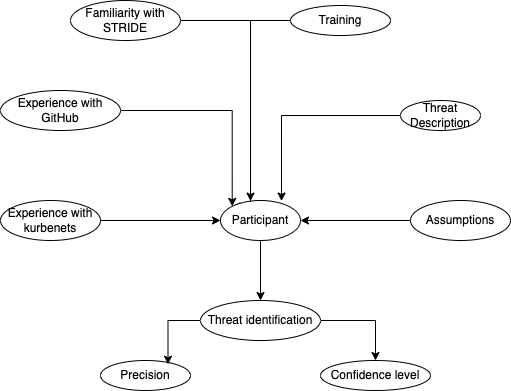 Familiarity with
STRIDE
Training
Experience with
GitHub
Threat
Description
Experience with
kurbenets
Participant
Assumptions
Threat identification
Precision
Confidence level